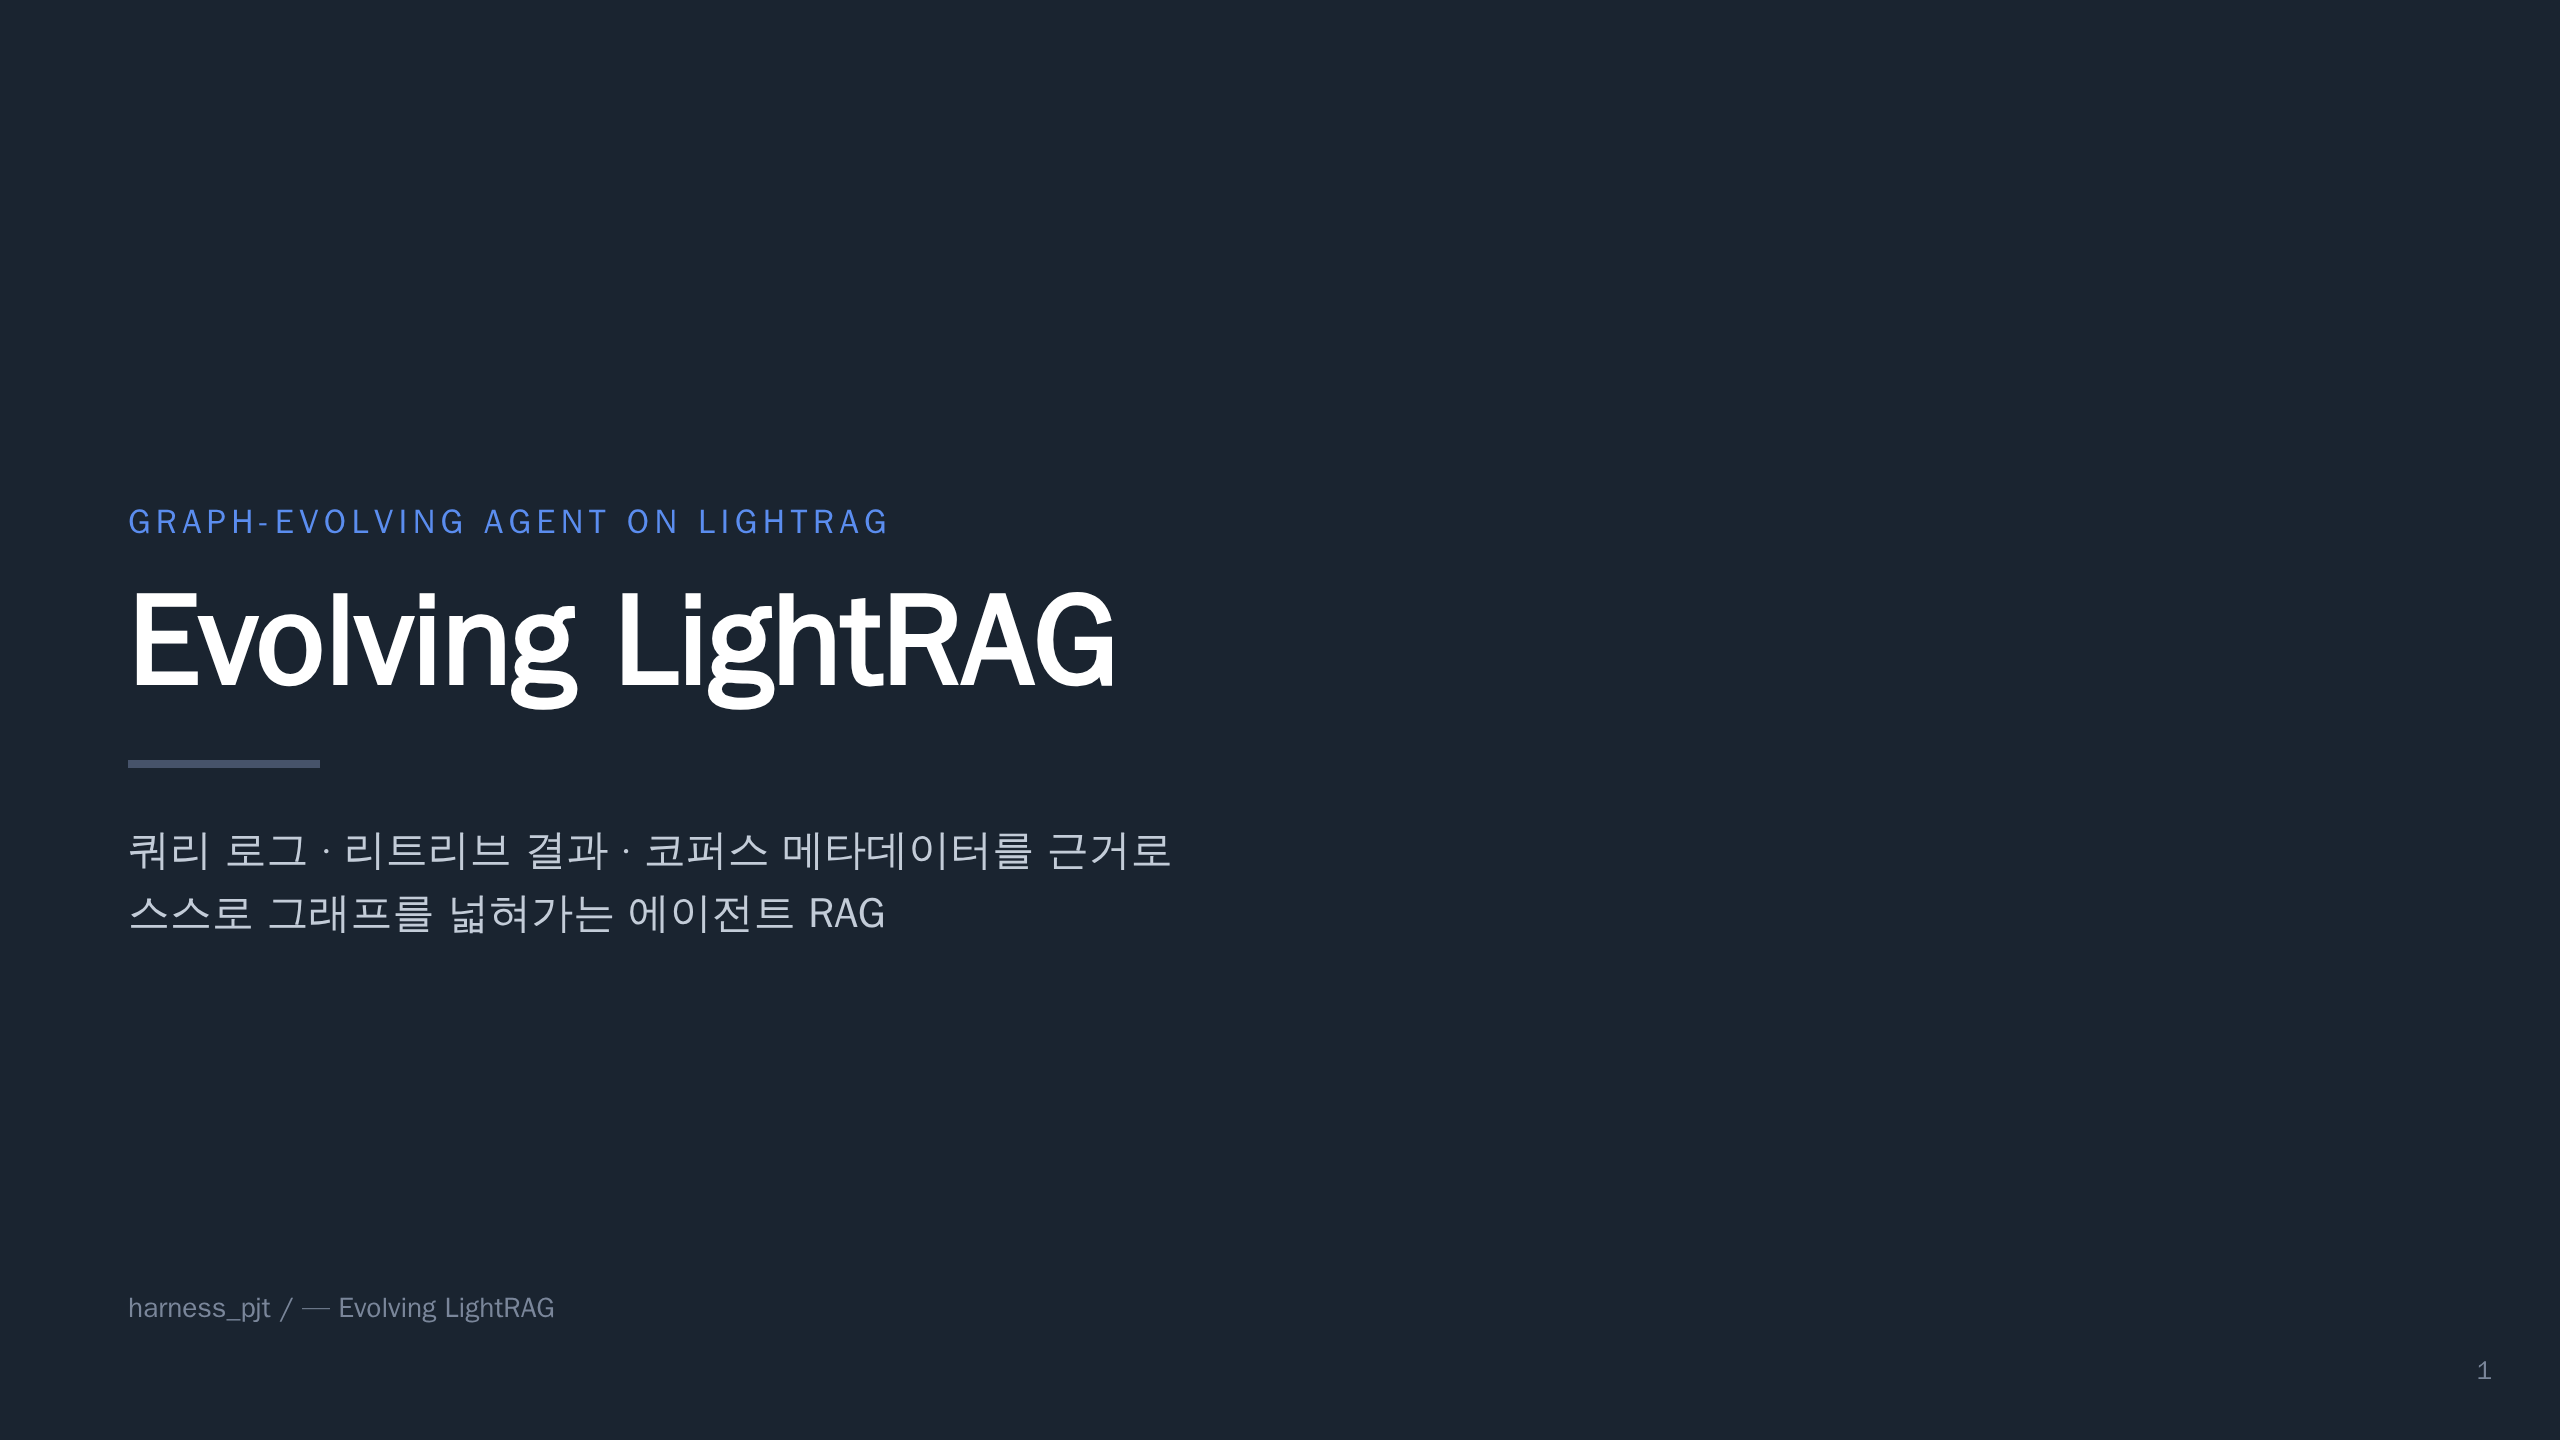 GRAPH-EVOLVING AGENT ON LIGHTRAG
Evolving LightRAG
쿼리 로그 · 리트리브 결과 · 코퍼스 메타데이터를 근거로
스스로 그래프를 넓혀가는 에이전트 RAG
harness_pjt / — Evolving LightRAG
1